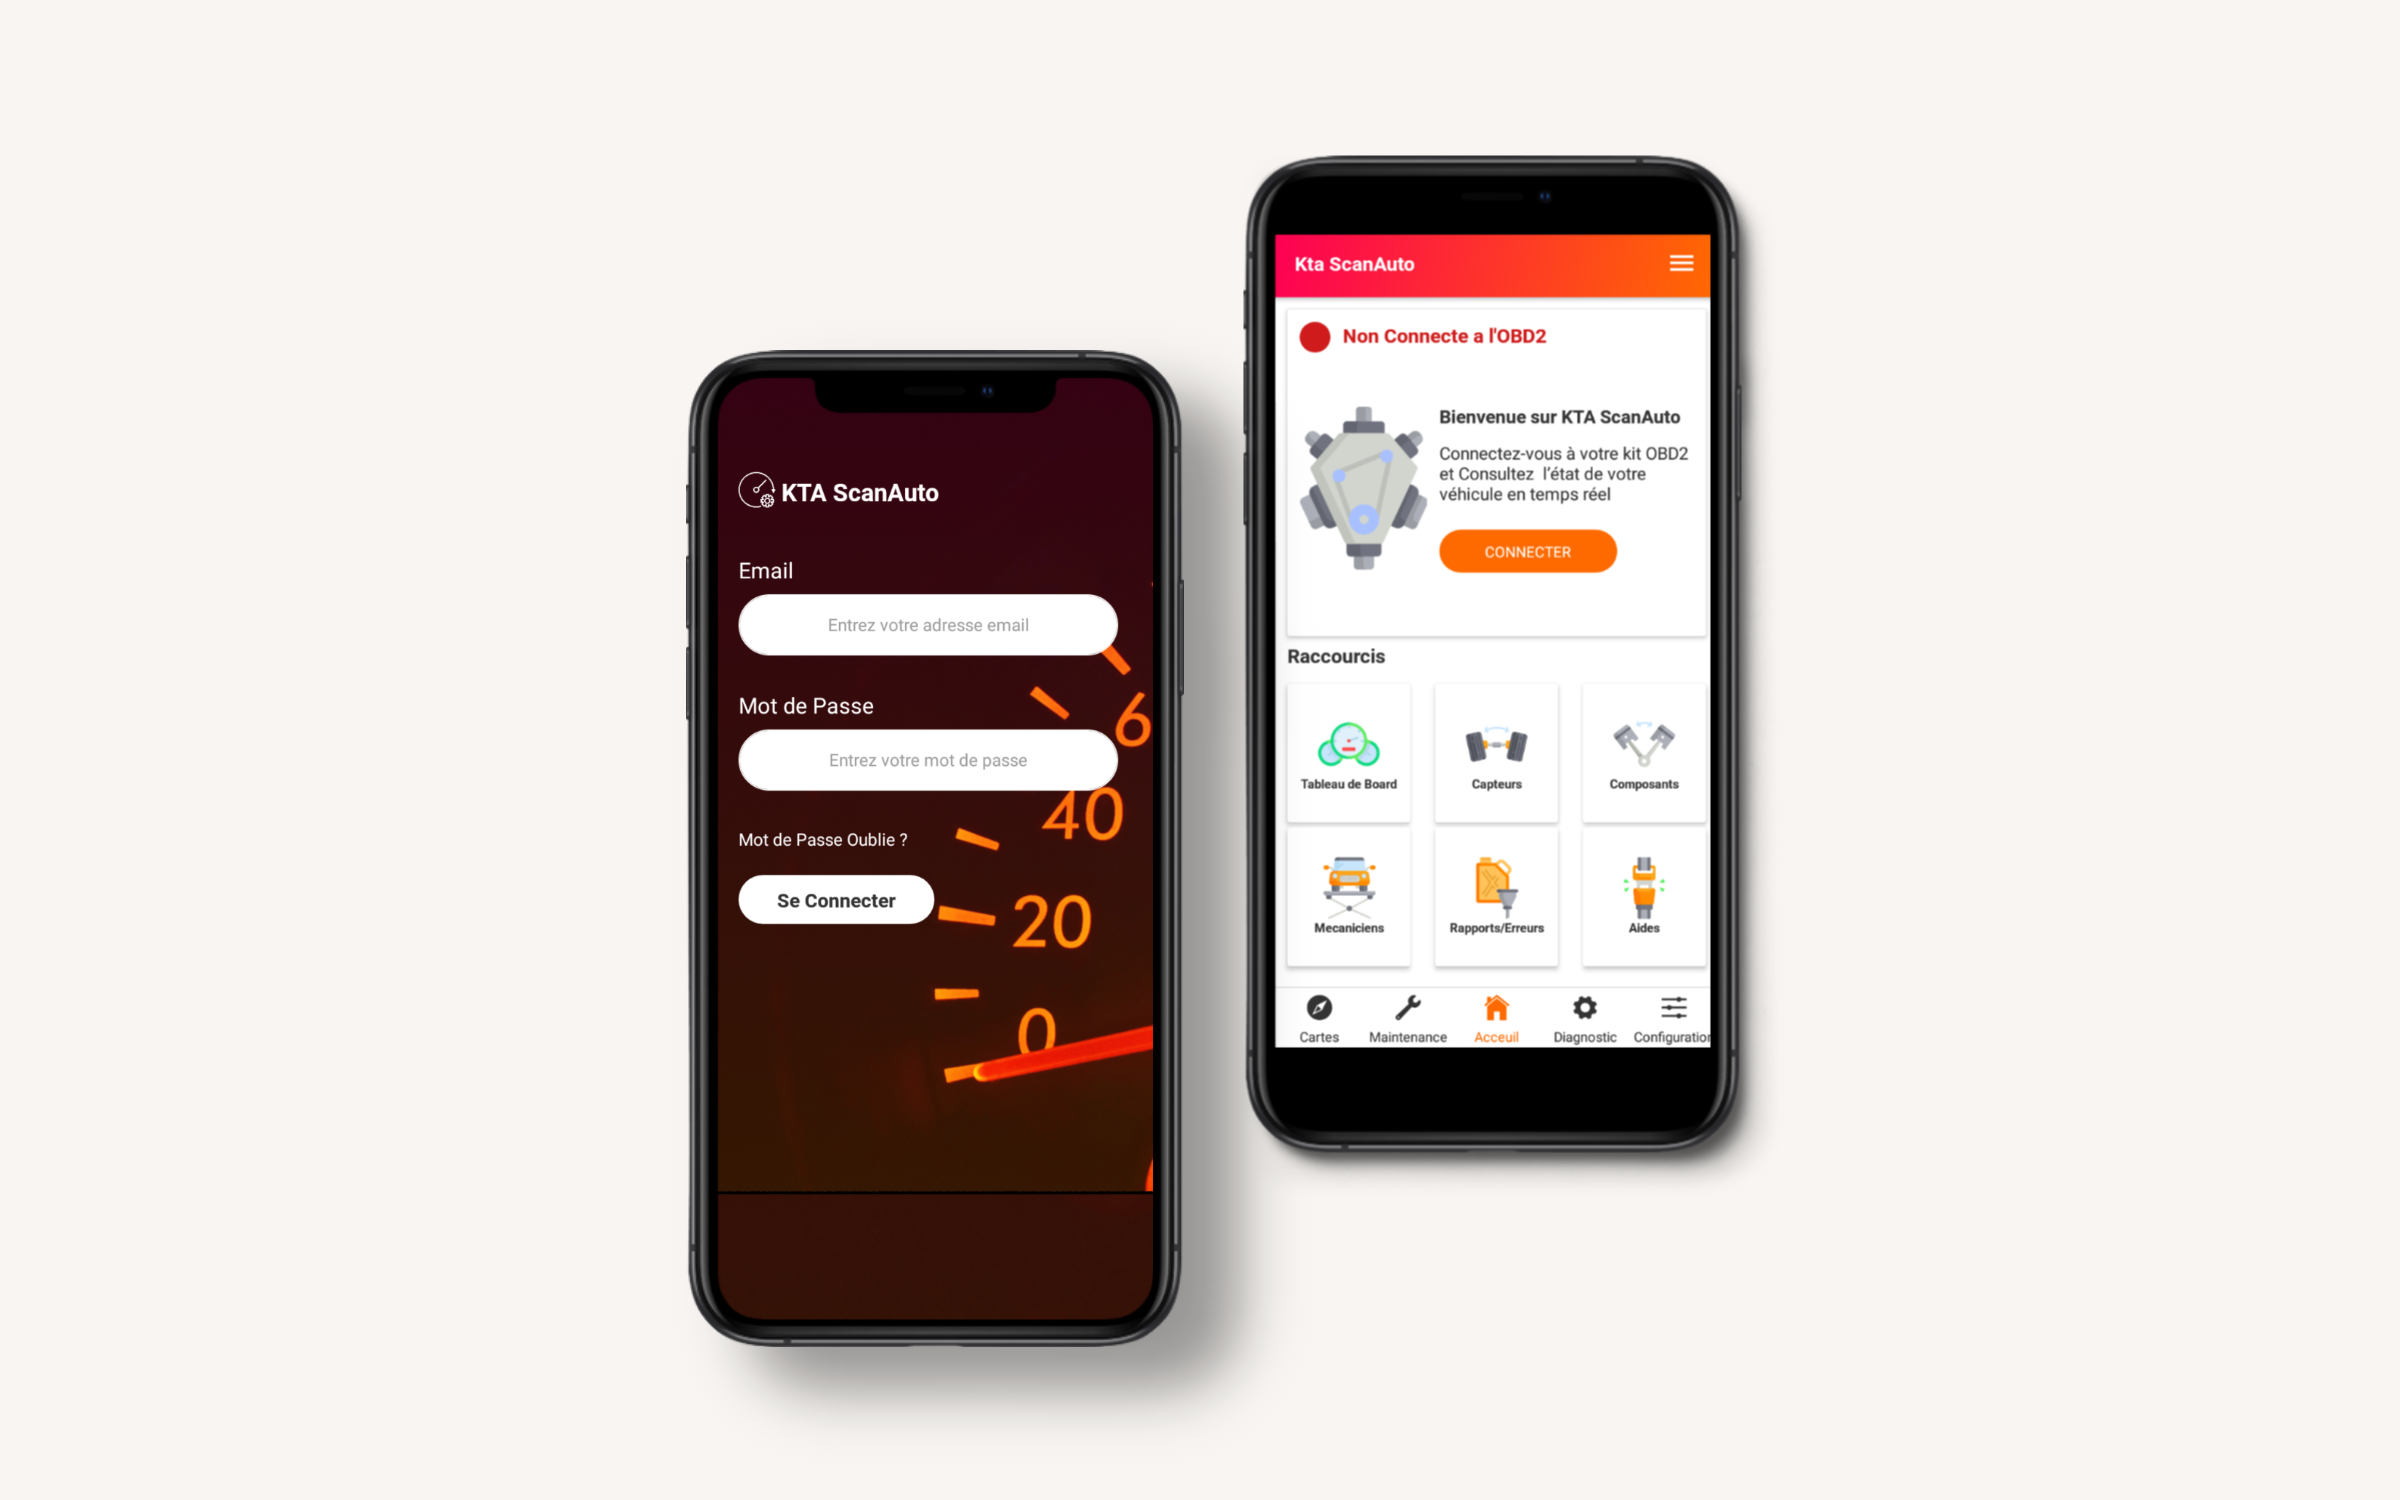 KTA ScanAuto
Email
Entrez votre adresse email
Mot de Passe
Entrez votre mot de passe
Mot de Passe Oublie ?
Se Connecter
6
40
20
0
Kta ScanAuto
Non Connecte a l'OBD2
Bienvenue sur KTA ScanAuto
Connectez-vous à votre kit OBD2
et Consultez  l'état de votre
véhicule en temps réel
CONNECTER
Raccourcis
Tableau de Board
Capteurs
Composants
Mecaniciens
Rapports/Erreurs
Aides
Cartes
Maintenance
Acceuil
Diagnostic
Configuration